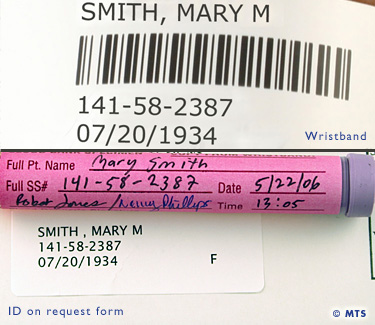 SMITH, MARY M
141-58-2387
07/20/1934
Wristband
Full Pt. Name Mary Smith
Full SS# 141-58-2387 Date 5/22/06
Robert Jones/Nancy Phillips Time 13:05
SMITH , MARY M
141-58-2387
07/20/1934 F
ID on request form
© MTS